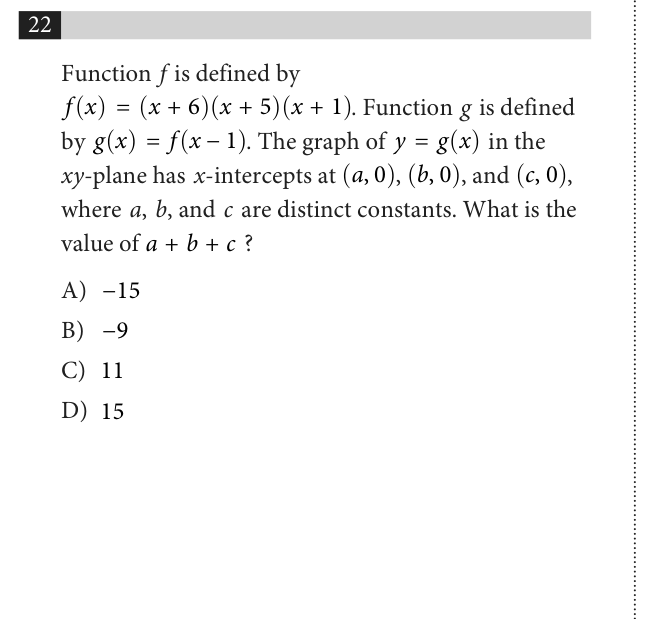 22
Function f is defined by
f(x) = (x + 6)(x + 5)(x + 1). Function g is defined
by g(x) = f(x – 1). The graph of y = g(x) in the
xy-plane has x-intercepts at (a, 0), (b, 0), and (c, 0),
where a, b, and c are distinct constants. What is the
value of a + b + c ?
A) –15
B) –9
C) 11
D) 15